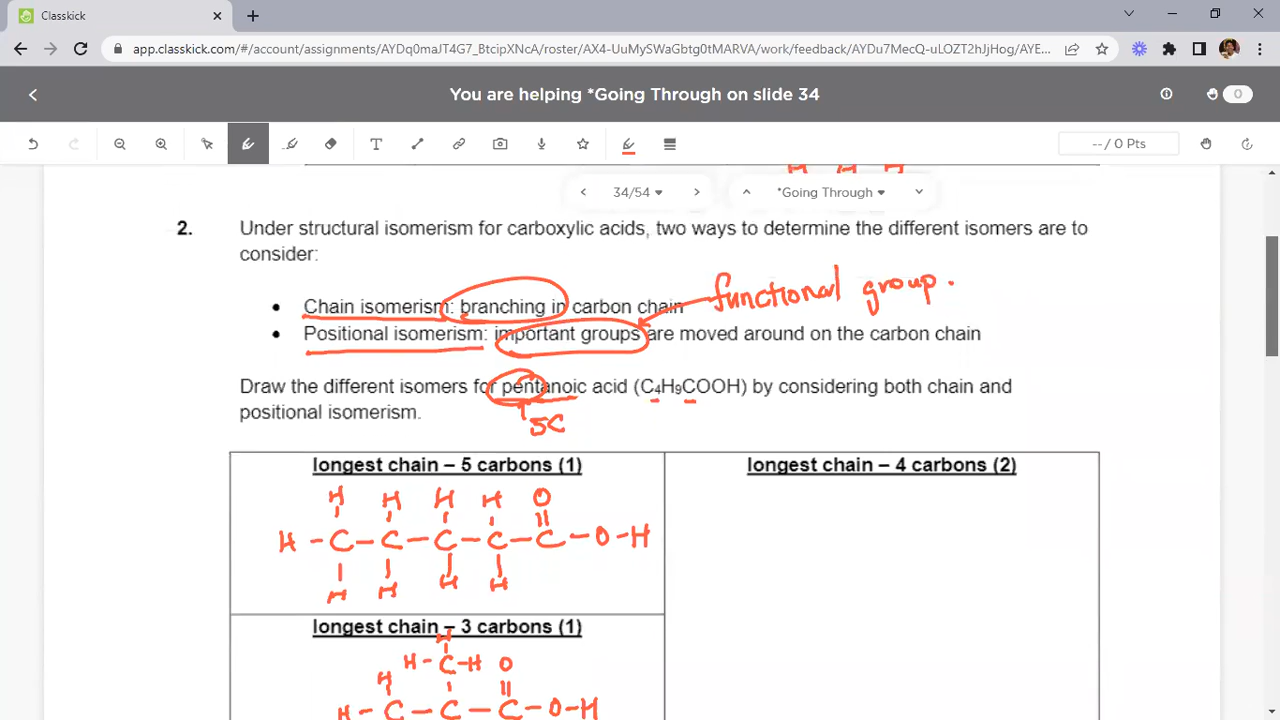 Classkick
app.classkick.com/#/account/assignments/AYDq0maJT4G7_BtcipXNcA/roster/AX4-UuMySWaGbtg0tMARVA/work/feedback/AYDu7MecQ-uLOZT2hJjHog/AYE...
You are helping *Going Through on slide 34
0
T
-- / 0 Pts
H H H
34/54
*Going Through
2. Under structural isomerism for carboxylic acids, two ways to determine the different isomers are to
consider:
functional group.
• Chain isomerism: branching in carbon chain
• Positional isomerism: important groups are moved around on the carbon chain
Draw the different isomers for pentanoic acid (C₄H₉COOH) by considering both chain and
positional isomerism.
5C
longest chain – 5 carbons (1)
H H H H O
H - C - C - C - C - C - O - H
H H H H
longest chain – 4 carbons (2)
longest chain – 3 carbons (1)
H
H - C - H O
H
H - C - C - C - O - H